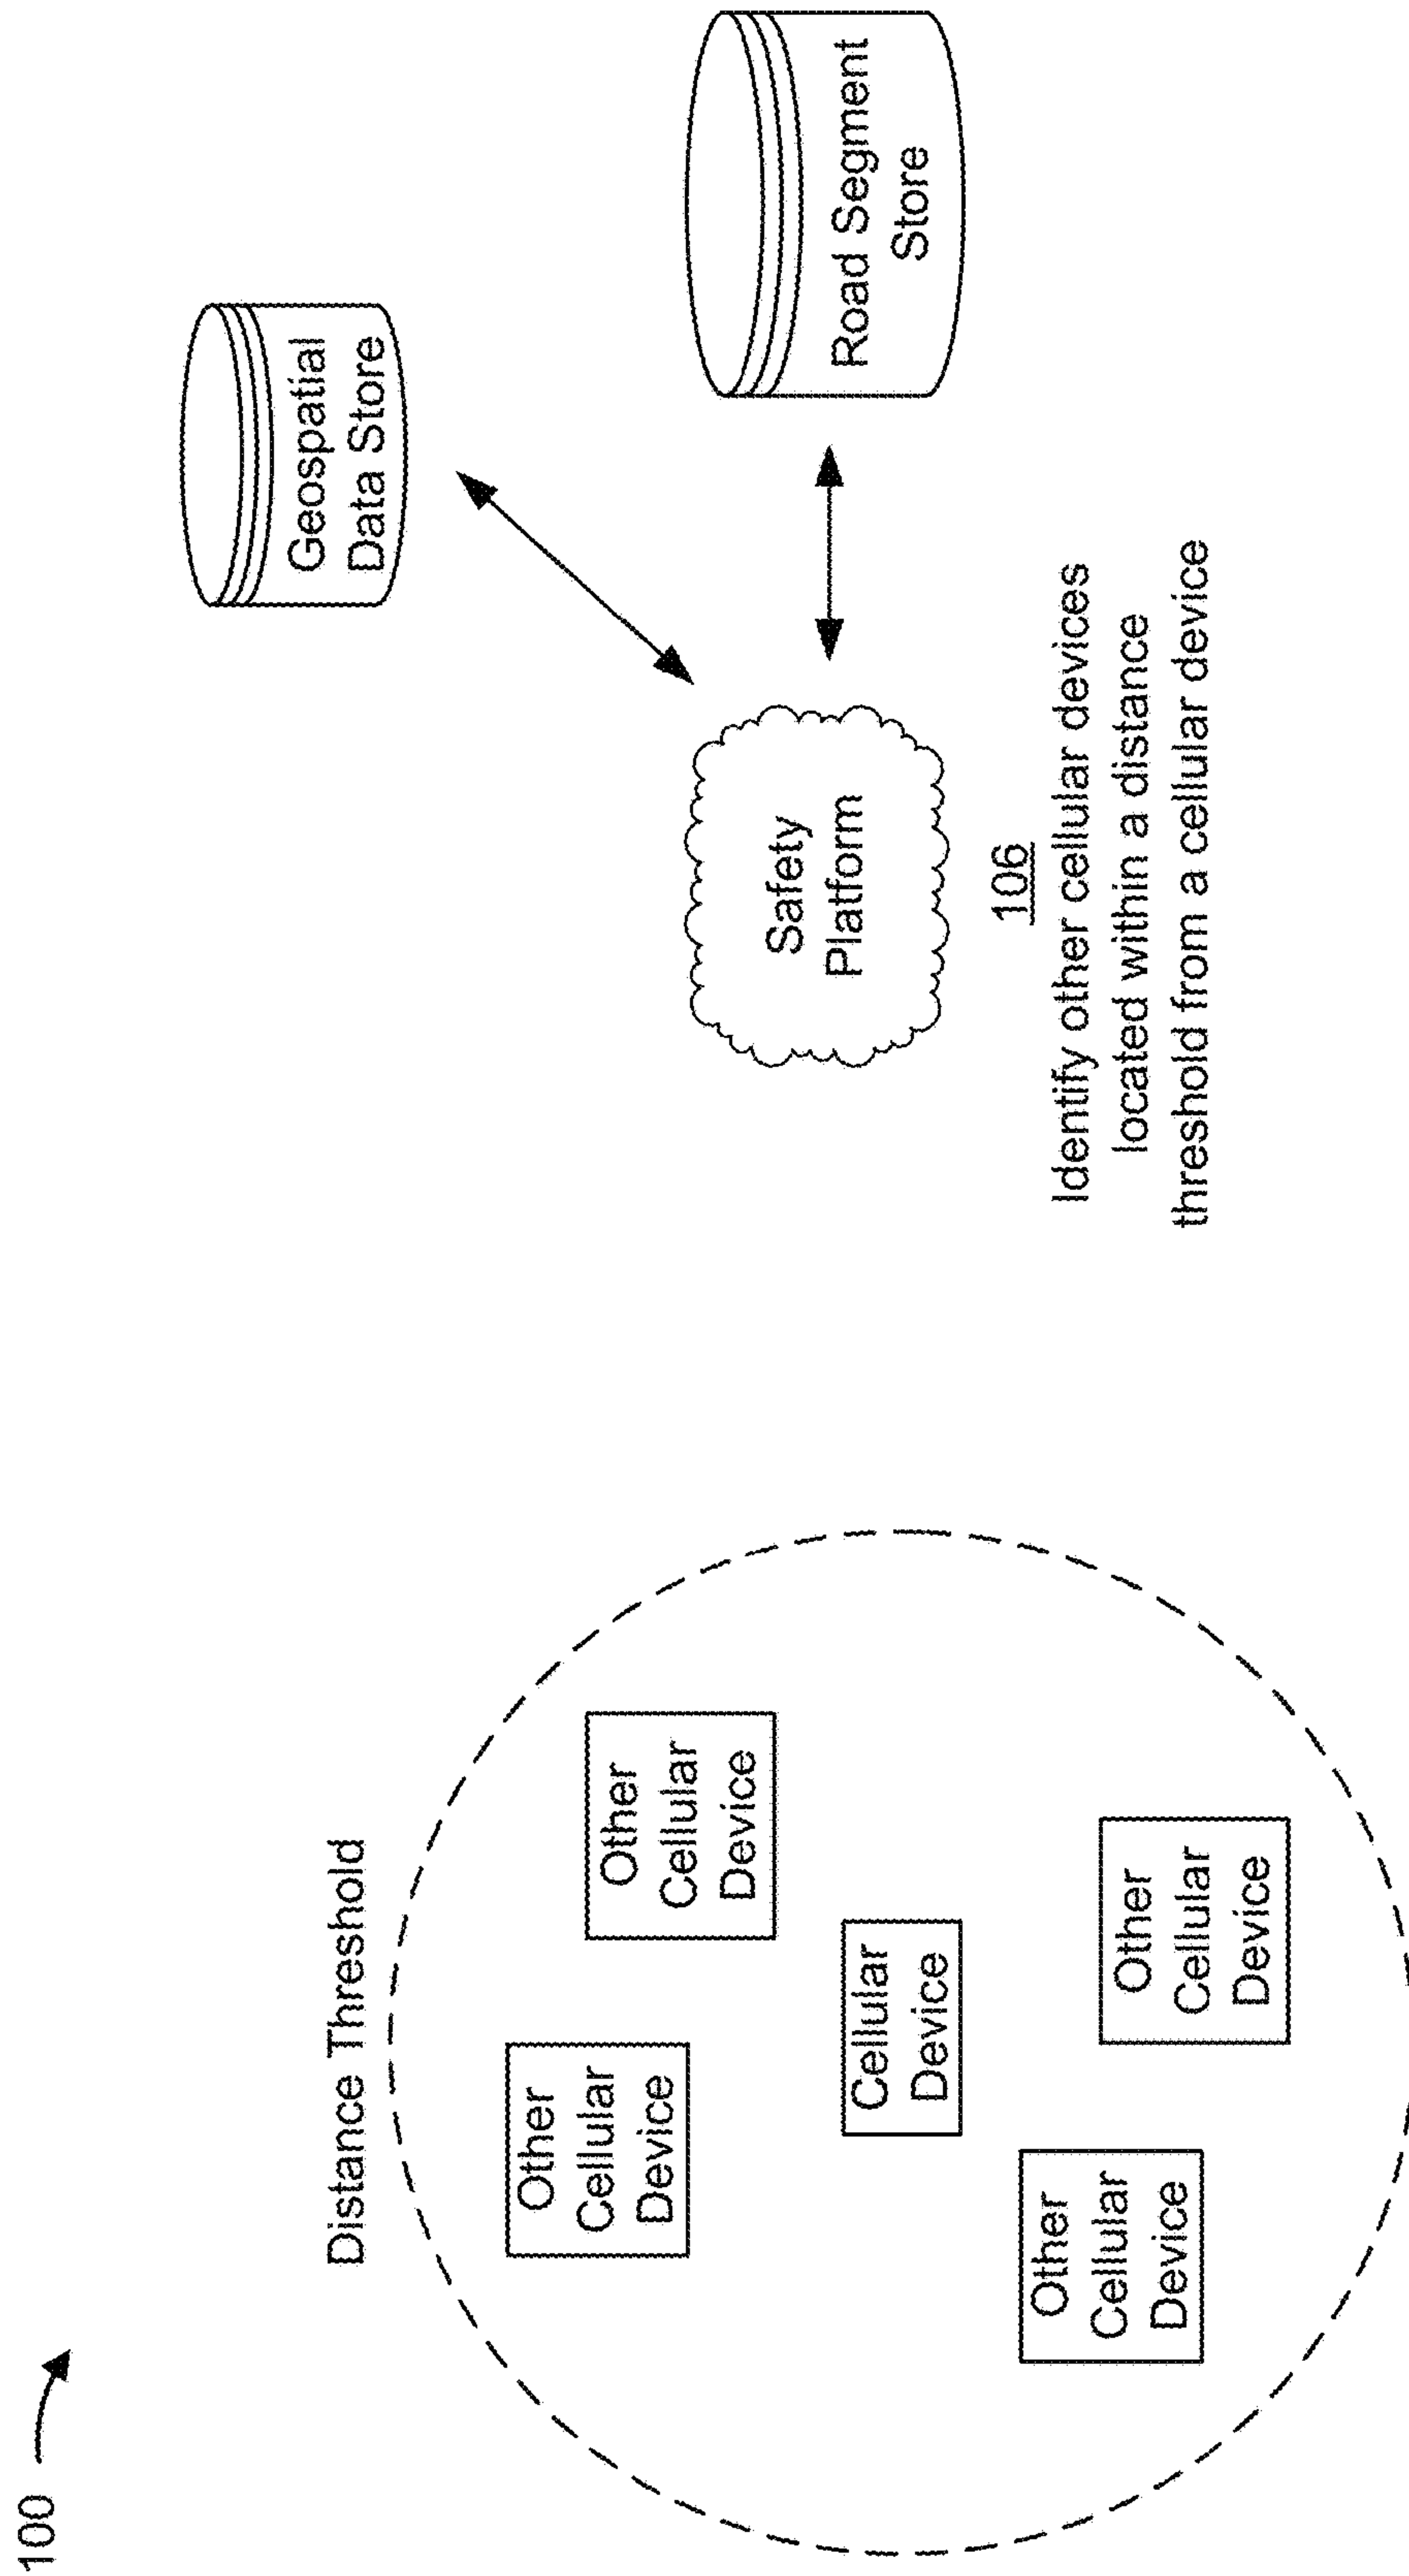 100
Distance Threshold
Other
Cellular
Device
Other
Cellular
Device
Cellular
Device
Other
Cellular
Device
Other
Cellular
Device
Geospatial
Data Store
Safety
Platform
Road Segment
Store
106
Identify other cellular devices
located within a distance
threshold from a cellular device